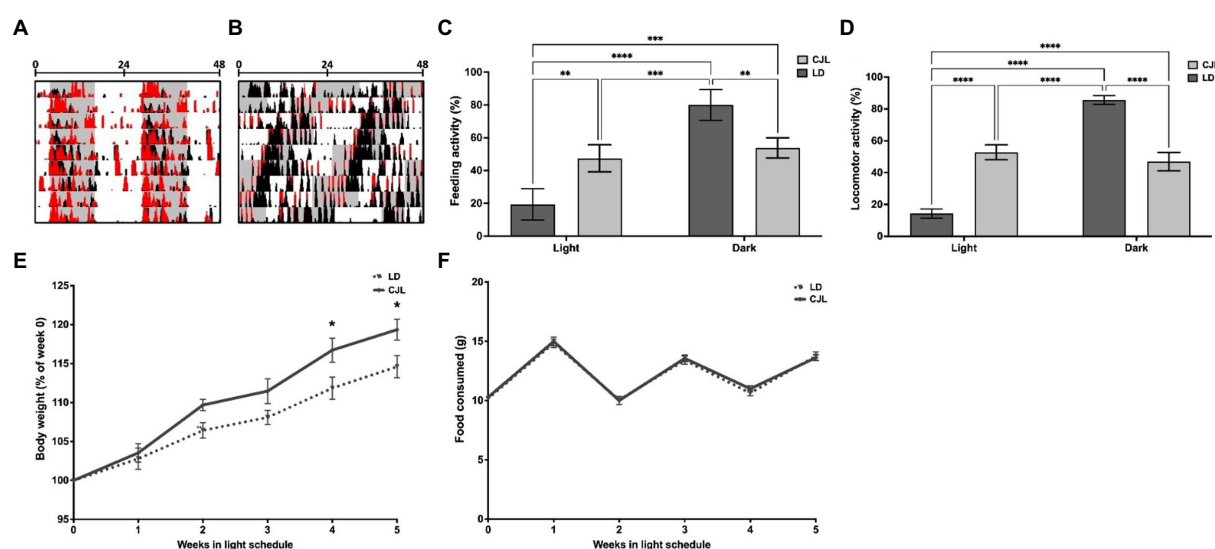 A
0 24 48
B
0 24 48
C
Feeding activity (%)
100
80
60
40
20
0
***
****
** *** **
CJL
LD
Light Dark
D
Locomotor activity (%)
100
80
60
40
20
0
****
****
**** **** ****
CJL
LD
Light Dark
E
Body weight (% of week 0)
125
120
115
110
105
100
95
LD
CJL
*
*
0 1 2 3 4 5
Weeks in light schedule
F
Food consumed (g)
20
15
10
5
0
LD
CJL
0 1 2 3 4 5
Weeks in light schedule